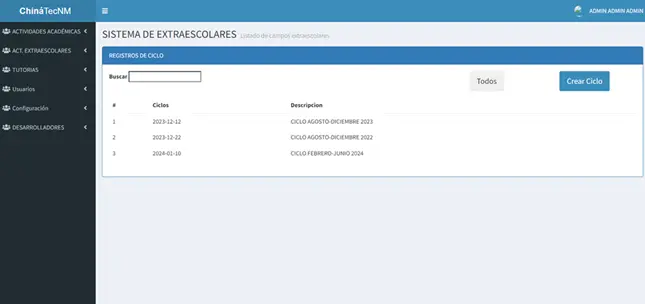 ChináTecNM
ADMIN ADMIN ADMIN
ACTIVIDADES ACADÉMICAS
ACT. EXTRAESCOLARES
TUTORIAS
Usuarios
Configuración
DESARROLLADORES
SISTEMA DE EXTRAESCOLARES Listado de campos extraescolares
REGISTROS DE CICLO
Buscar
Todos
Crear Ciclo
# Ciclos Descripcion
1 2023-12-12 CICLO AGOSTO-DICIEMBRE 2023
2 2023-12-22 CICLO AGOSTO-DICIEMBRE 2022
3 2024-01-10 CICLO FEBRERO-JUNIO 2024